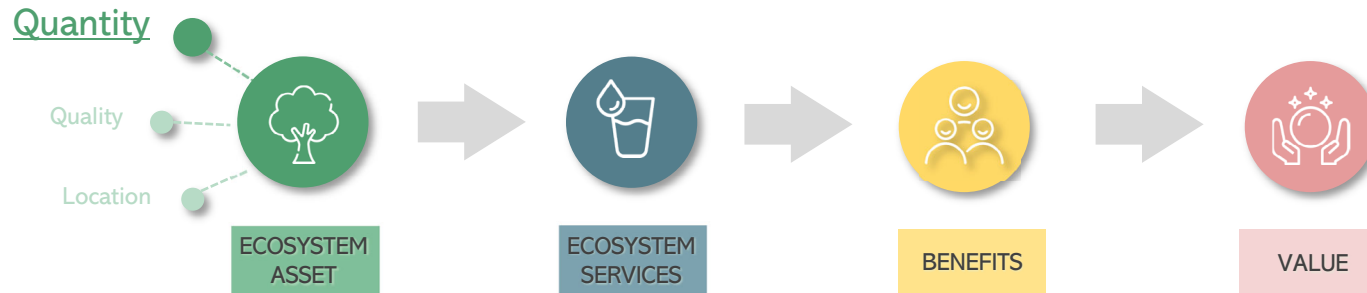 Quantity
Quality
Location
ECOSYSTEM
ASSET
ECOSYSTEM
SERVICES
BENEFITS
VALUE